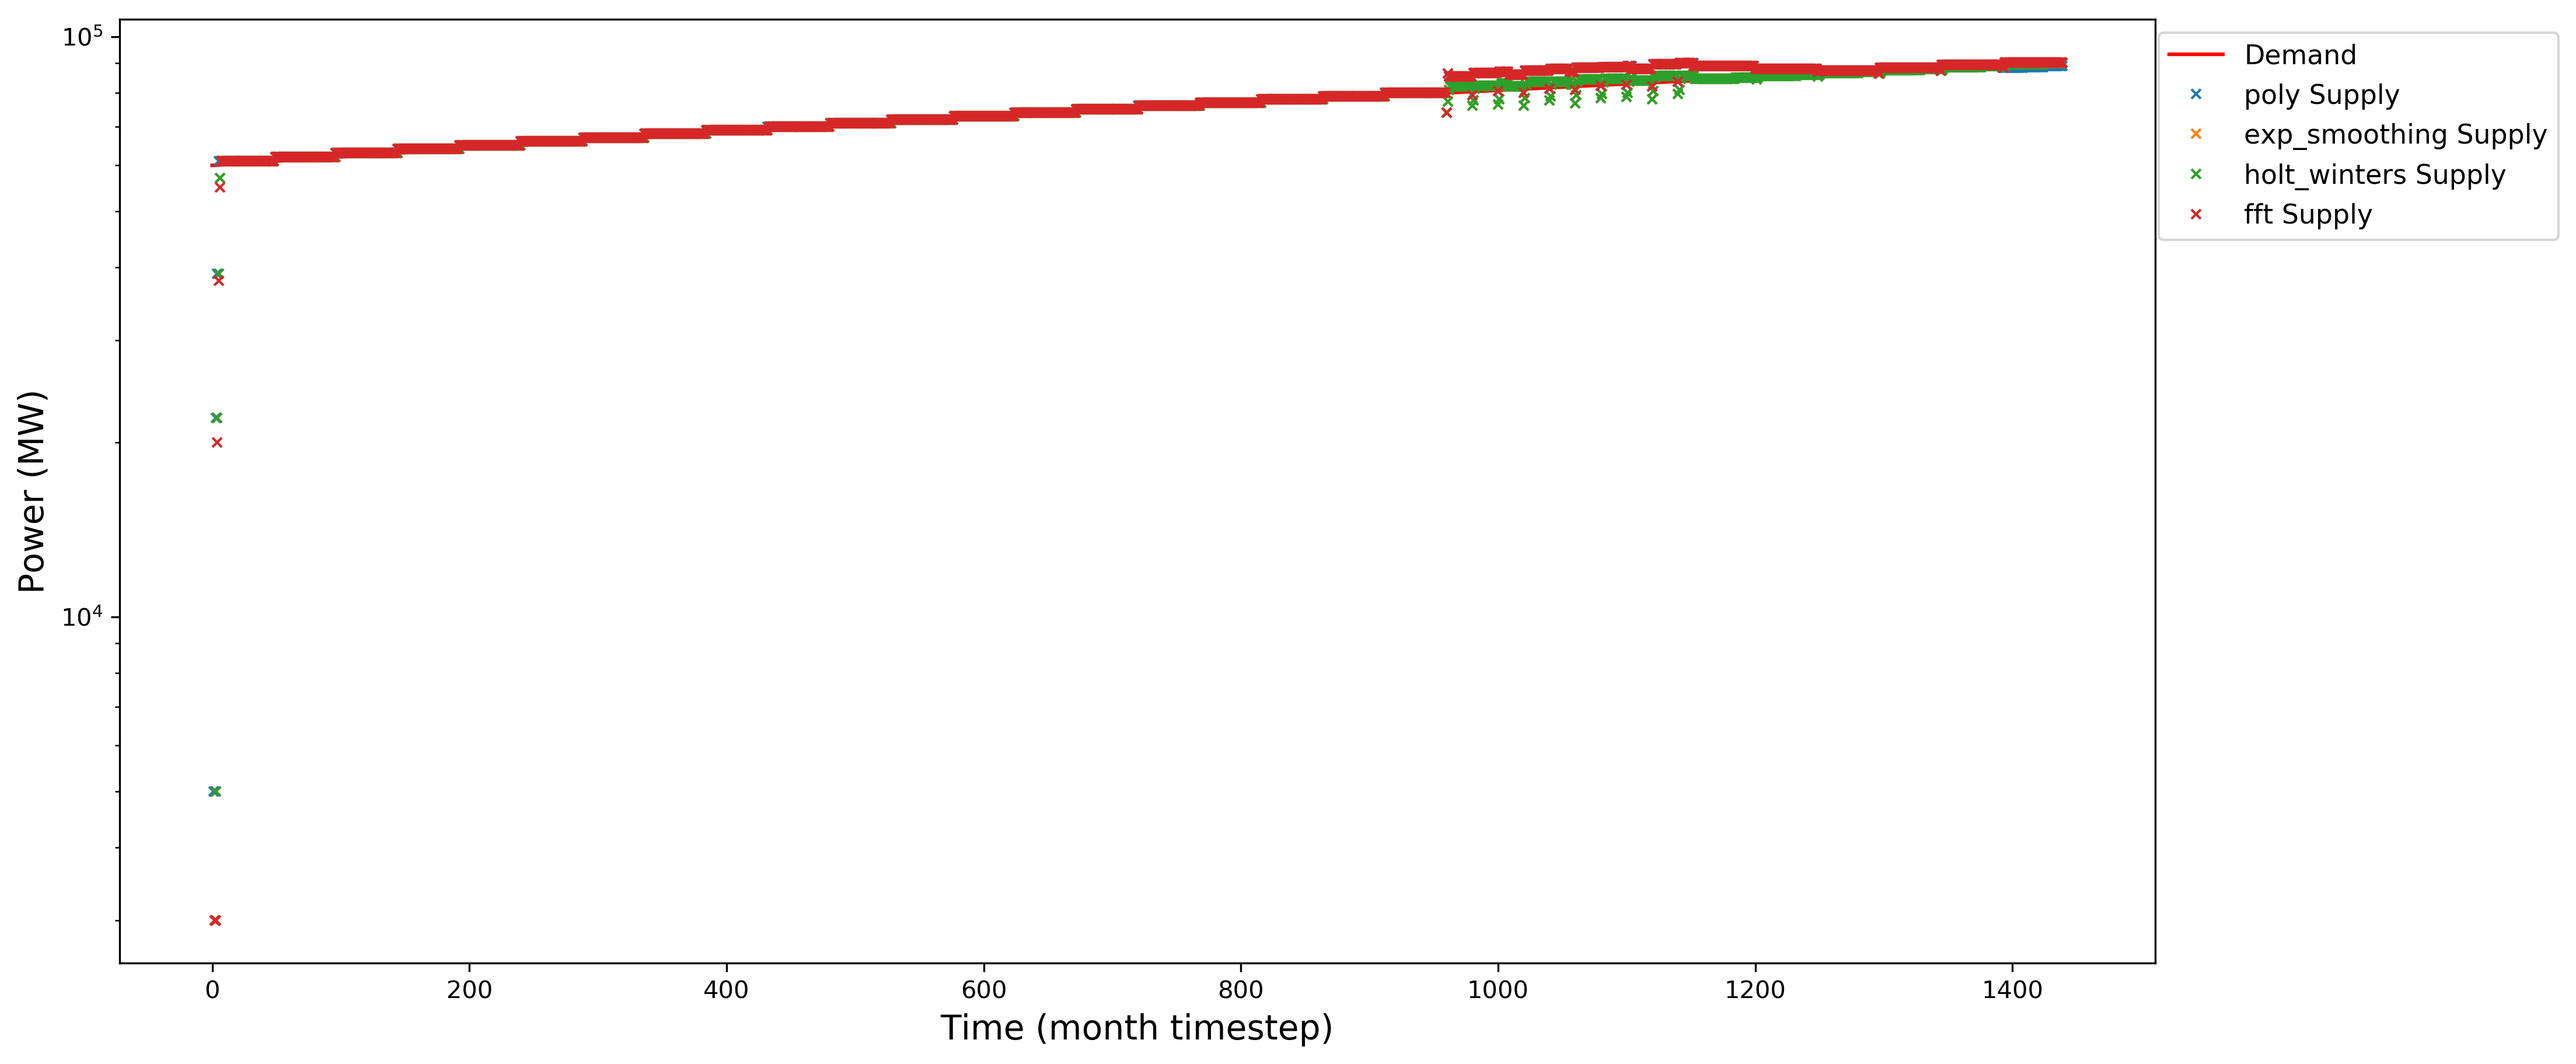 10^5
10^4
Power (MW)
0 200 400 600 800 1000 1200 1400
Time (month timestep)
Demand
poly Supply
exp_smoothing Supply
holt_winters Supply
fft Supply